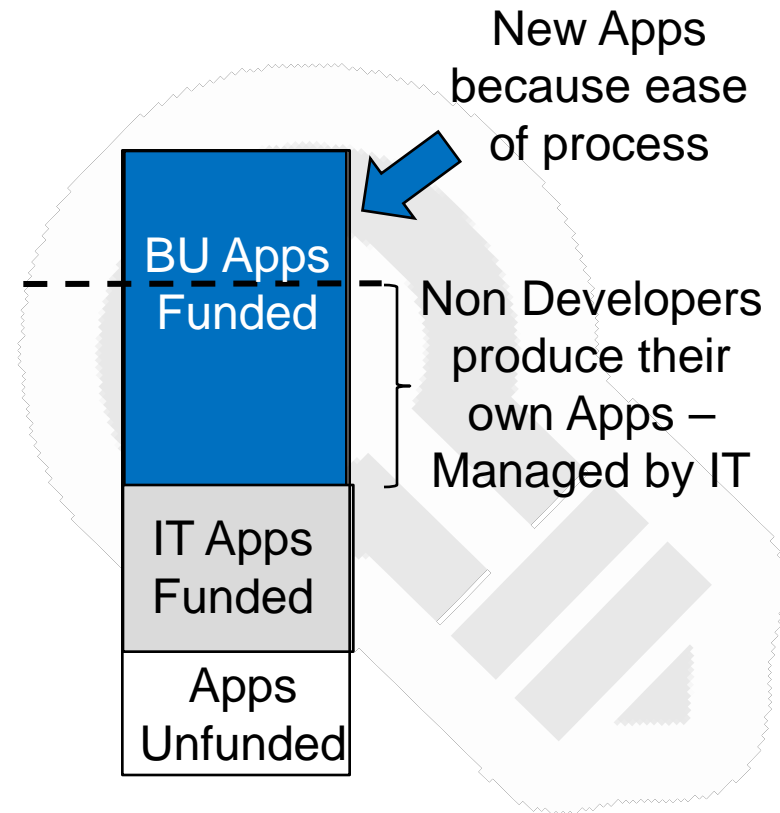 New Apps
because ease
of process
BU Apps
Funded
Non Developers
produce their
own Apps –
Managed by IT
IT Apps
Funded
Apps
Unfunded